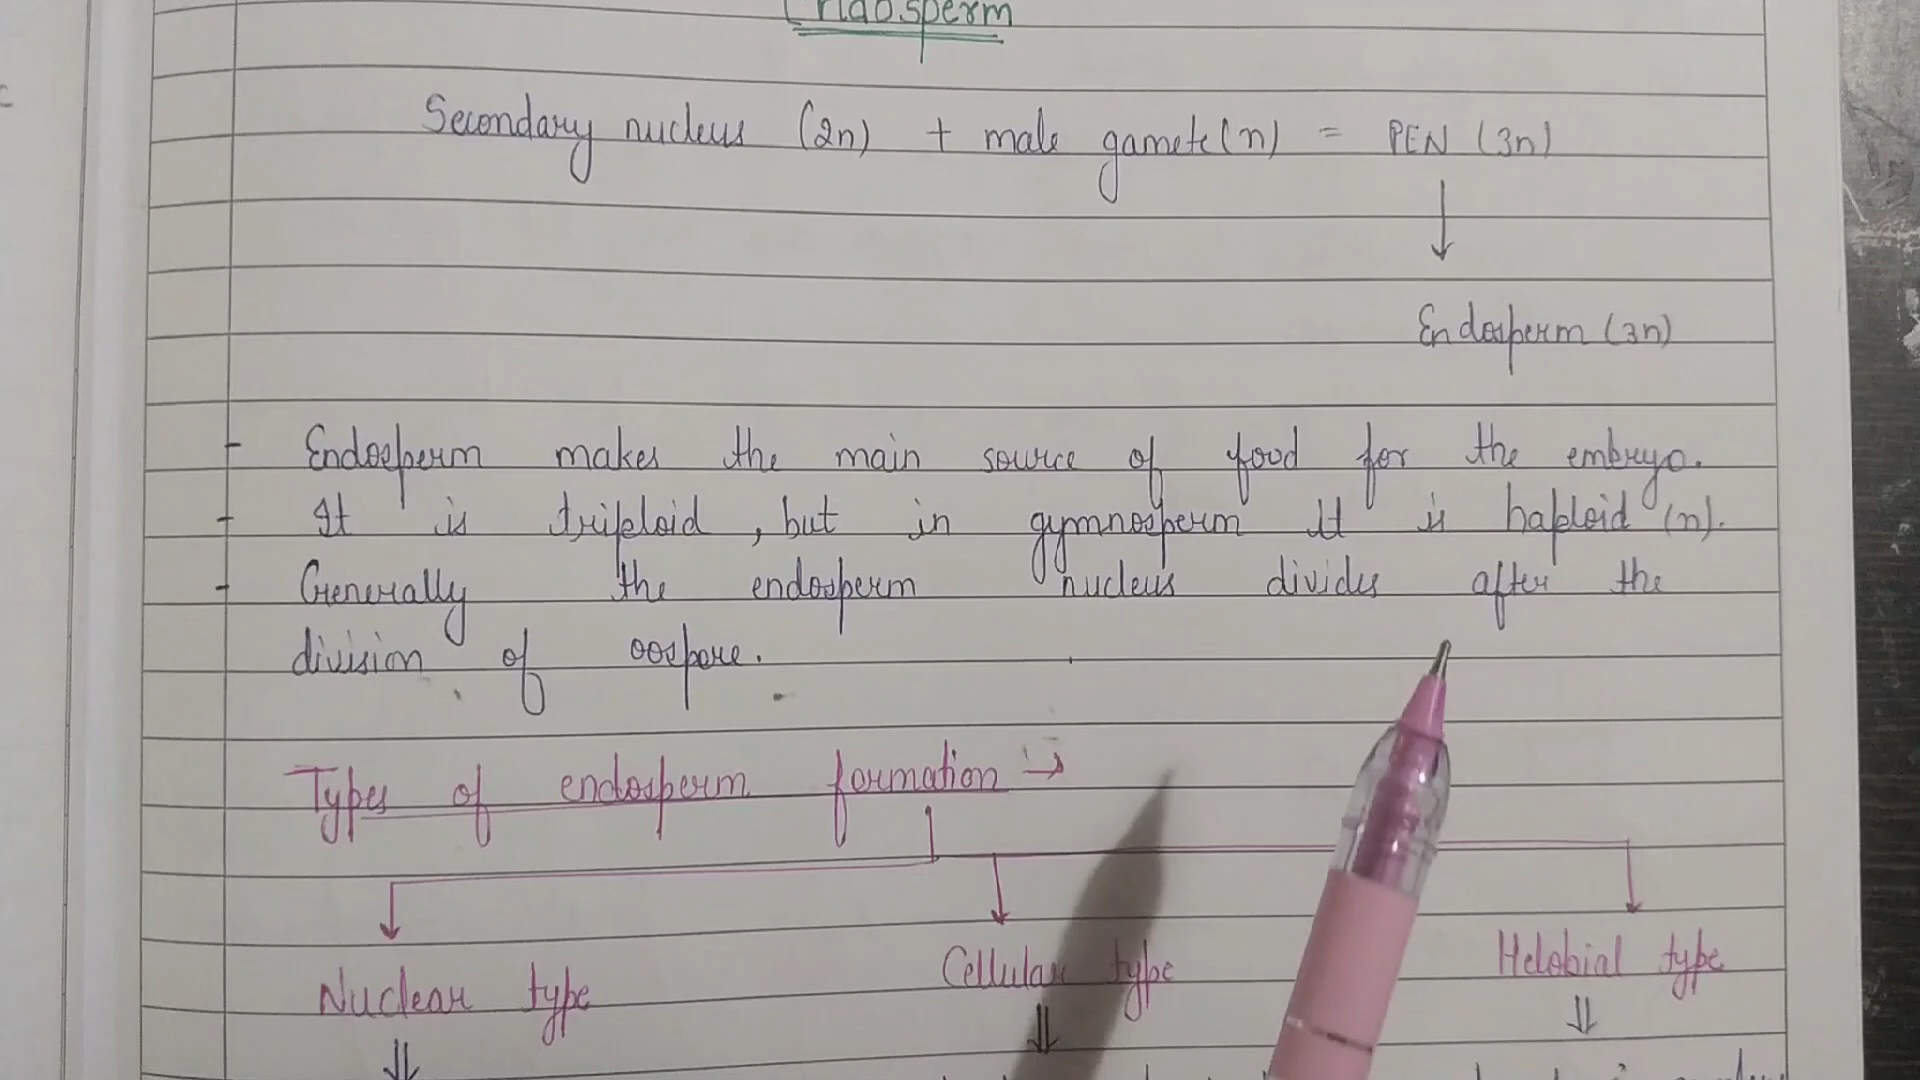 Endosperm
Secondary nucleus (2n) + male gamete(n) = PEN (3n)
↓
Endosperm (3n)
- Endosperm makes the main source of food for the embryo.
- It is triploid, but in gymnosperm it is haploid (n).
- Generally the endosperm nucleus divides after the
division of oospore.
Types of endosperm formation →
Nuclear type Cellular type Helobial type